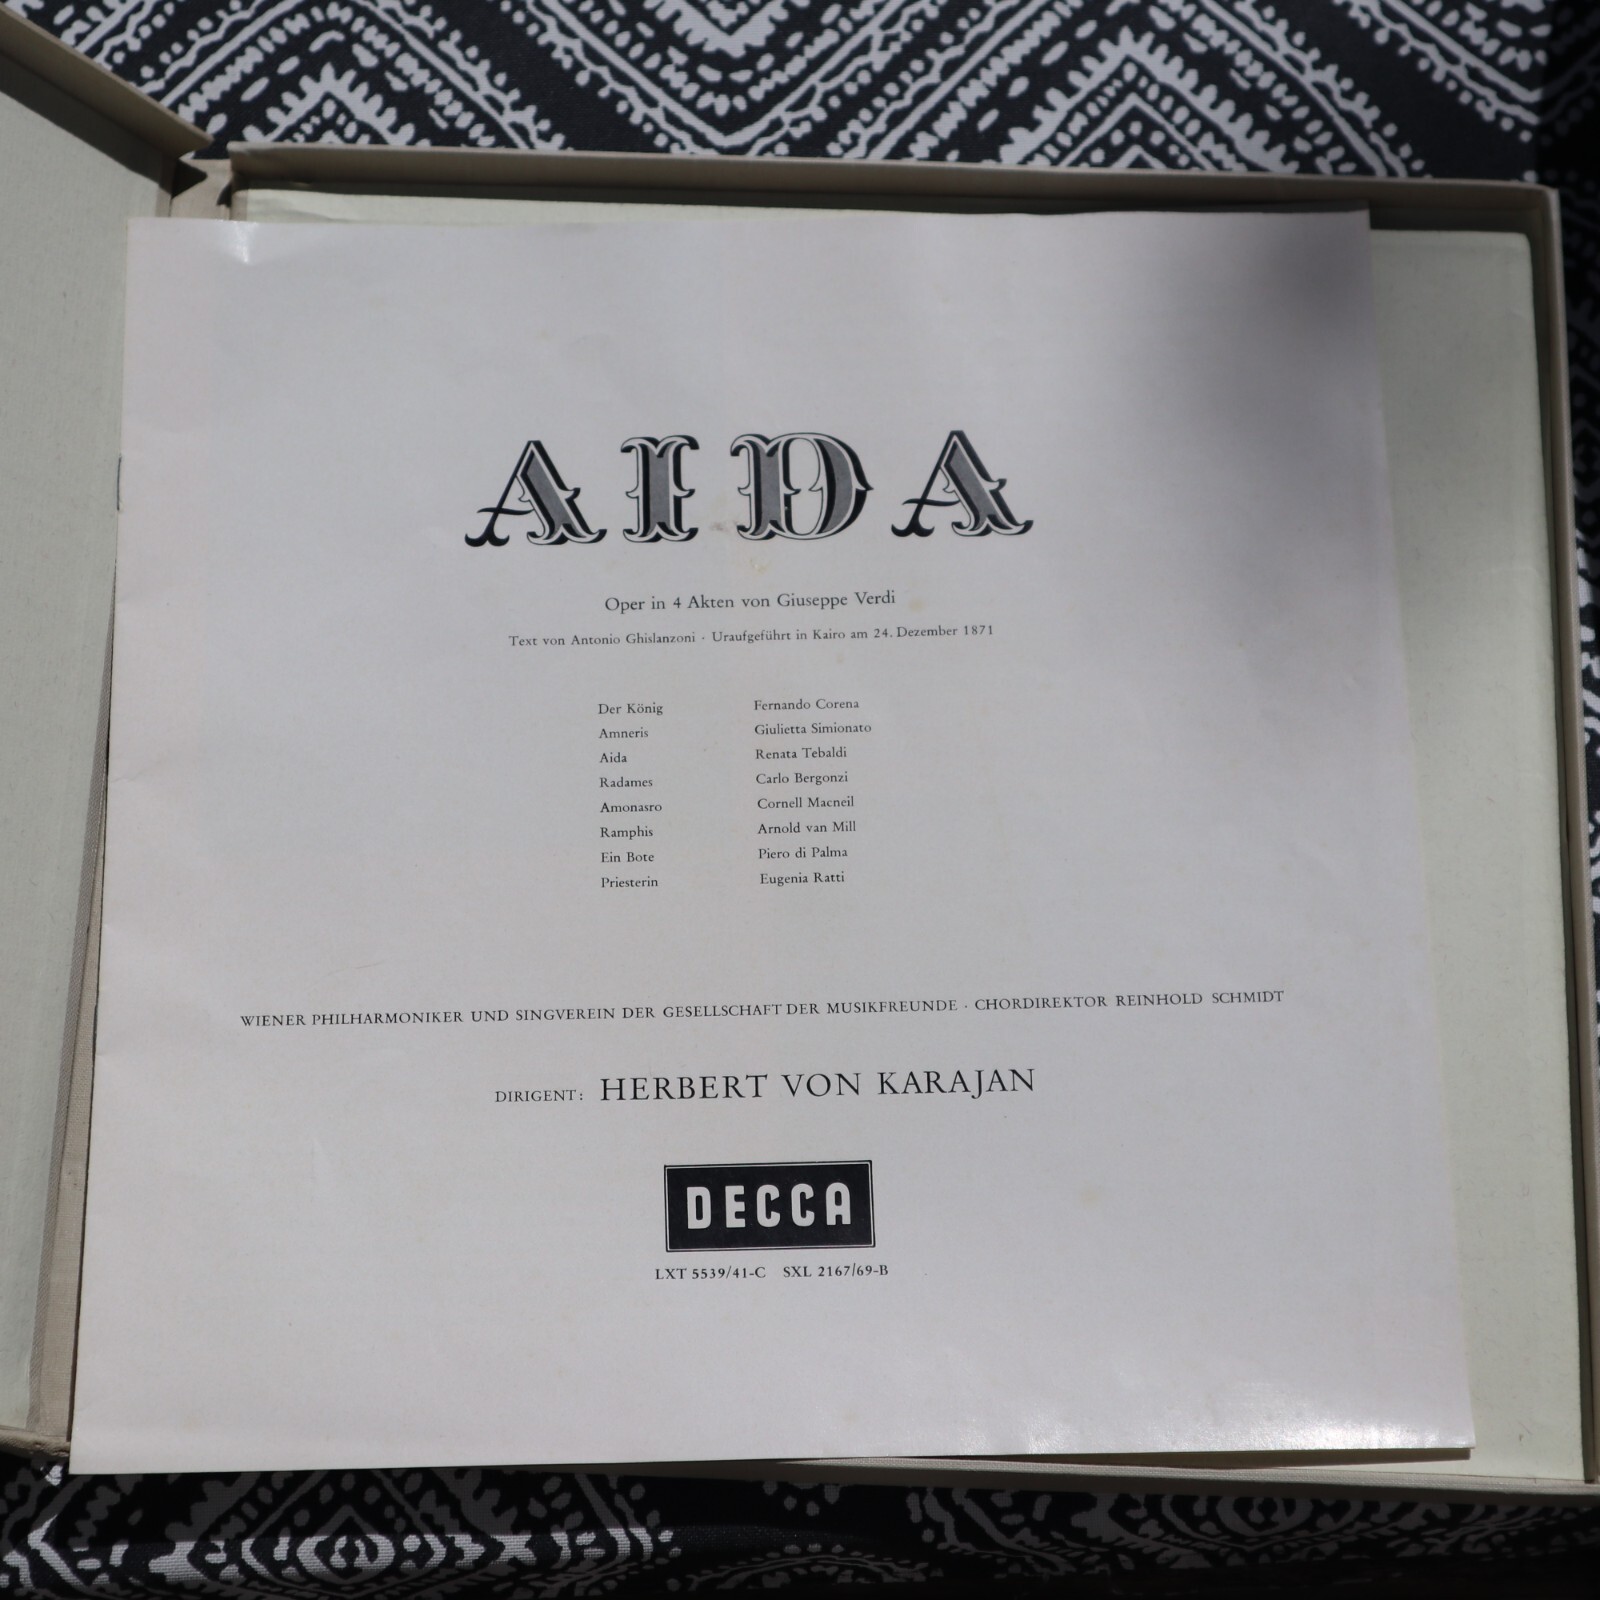 AIDA
Oper in 4 Akten von Giuseppe Verdi
Text von Antonio Ghislanzoni · Uraufgeführt in Kairo am 24. Dezember 1871
Der König Fernando Corena
Amneris Giulietta Simionato
Aida Renata Tebaldi
Radames Carlo Bergonzi
Amonasro Cornell Macneil
Ramphis Arnold van Mill
Ein Bote Piero di Palma
Priesterin Eugenia Ratti
WIENER PHILHARMONIKER UND SINGVEREIN DER GESELLSCHAFT DER MUSIKFREUNDE · CHORDIREKTOR REINHOLD SCHMIDT
DIRIGENT: HERBERT VON KARAJAN
DECCA
LXT 5539/41-C SXL 2167/69-B